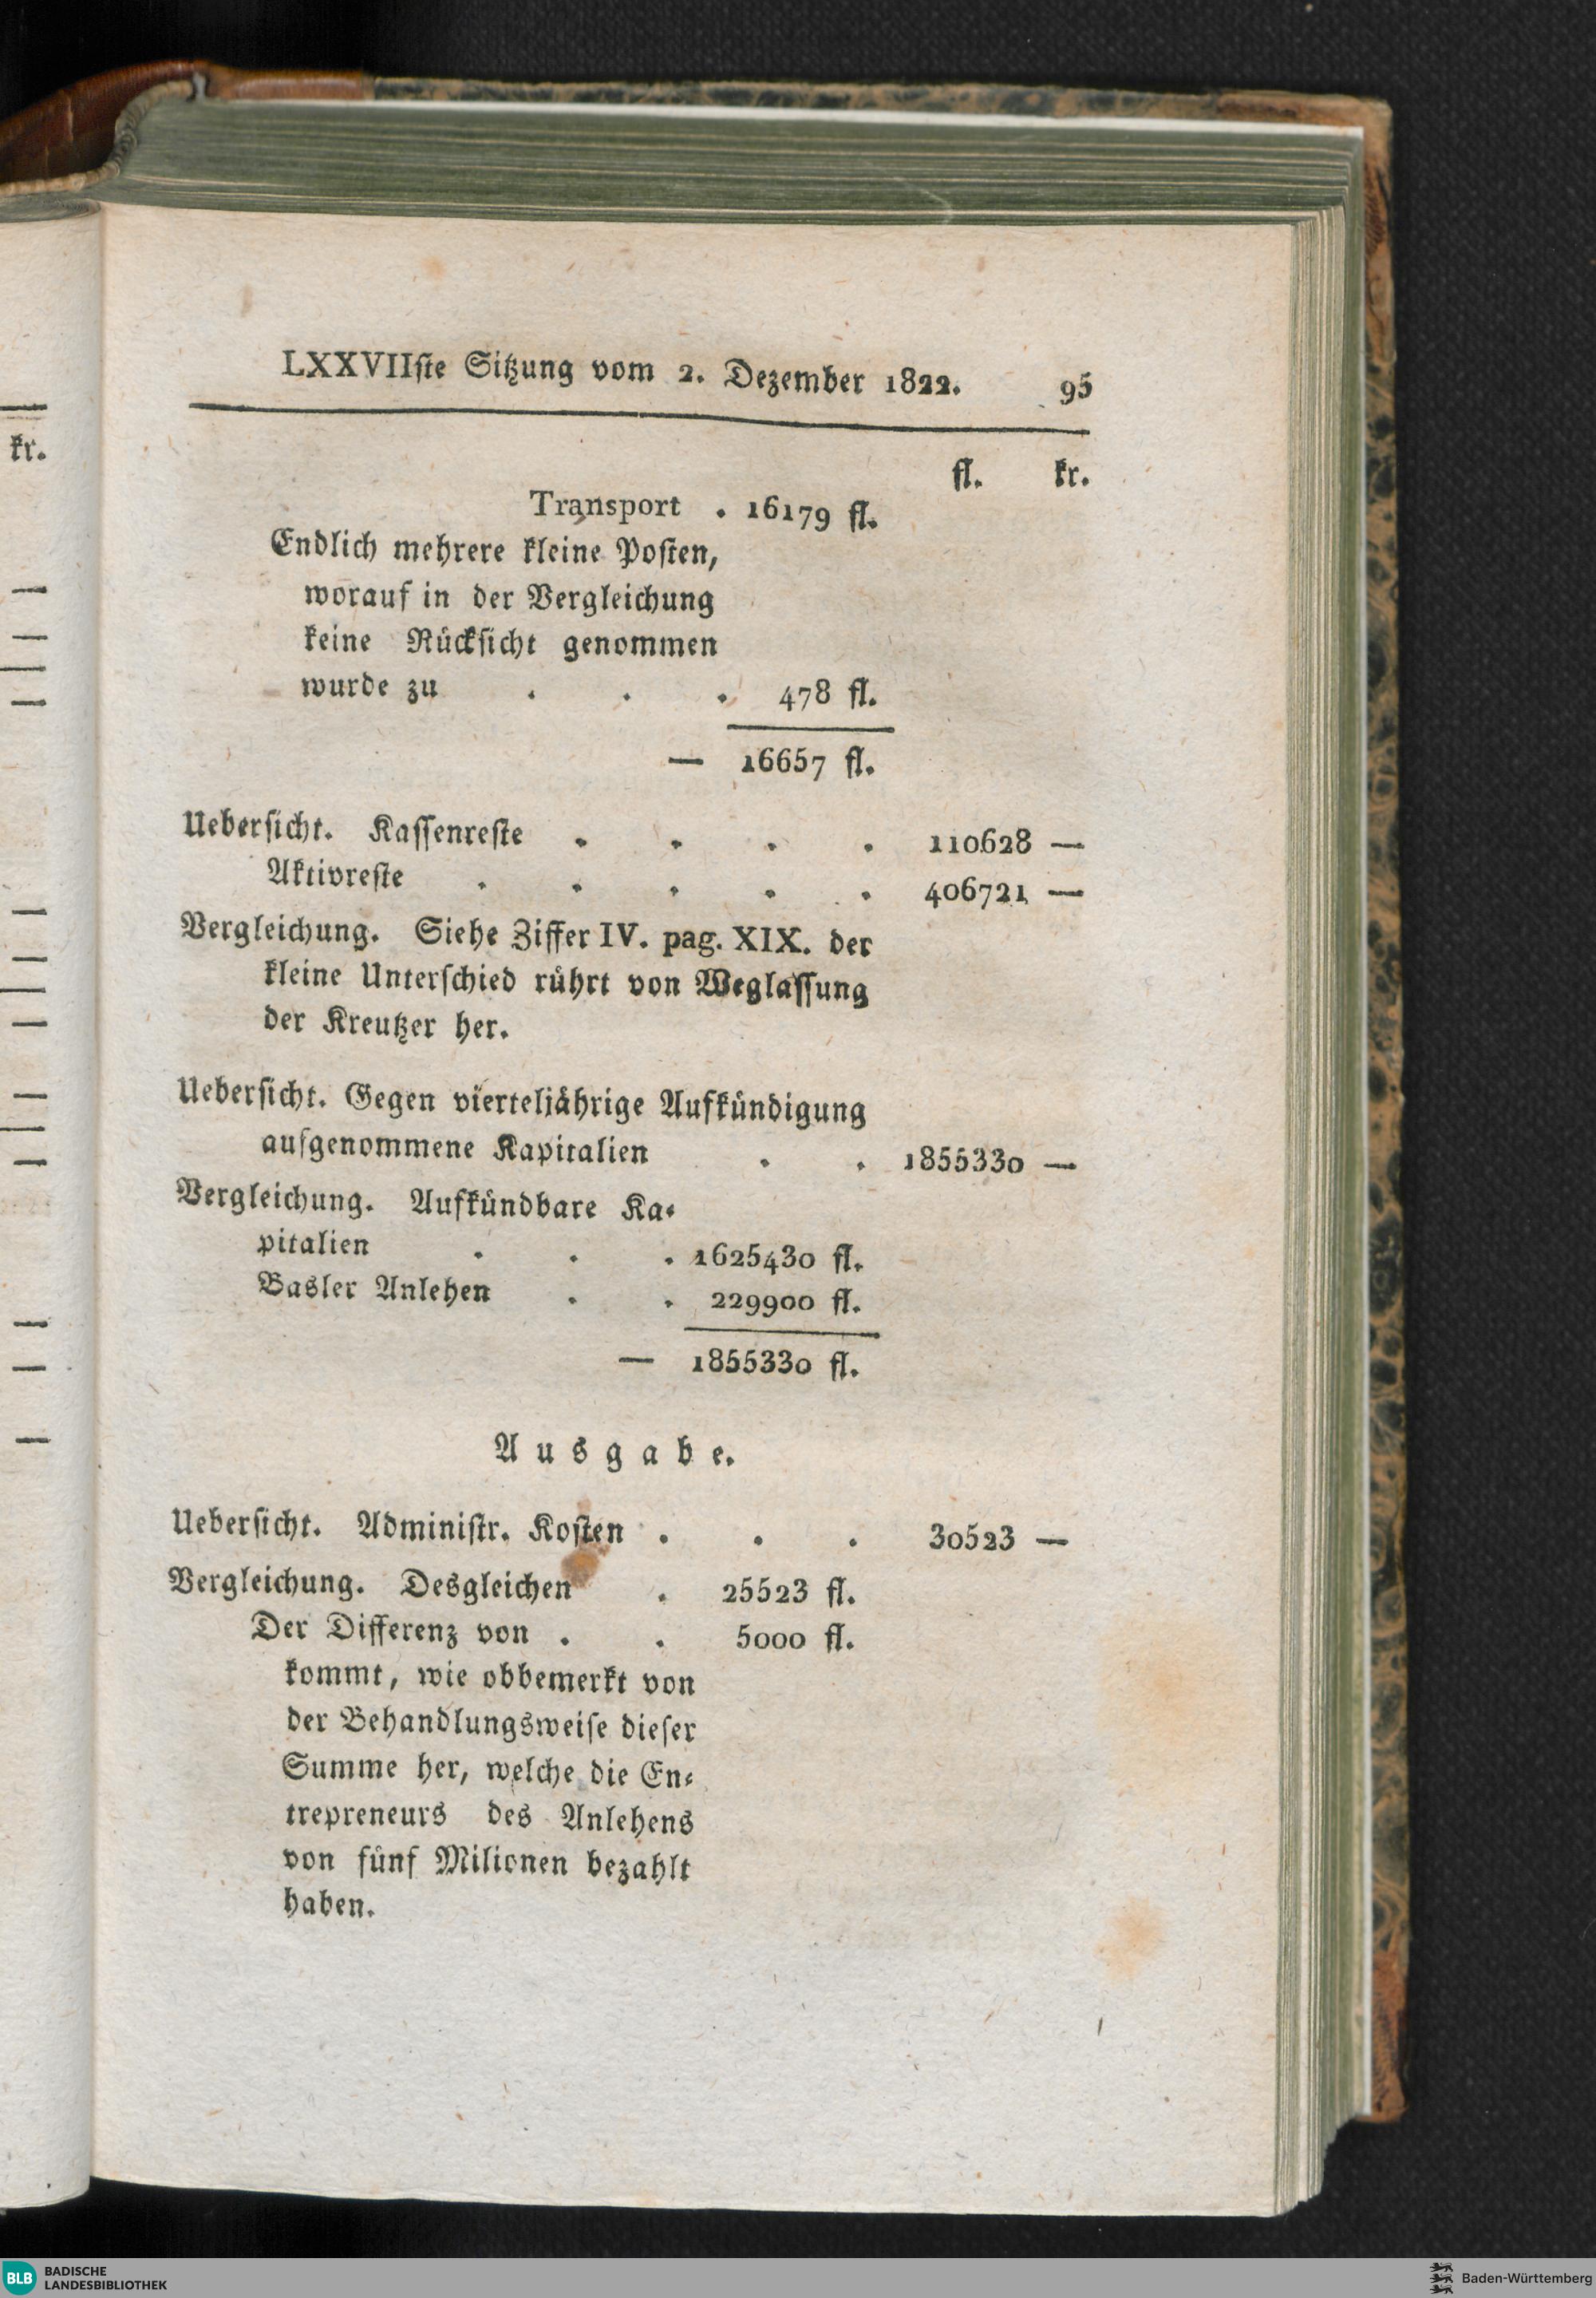 kr.
LXXVIIſte Sitzung vom 2. Dezember 1822. 95
fl. kr.
Transport . 16179 fl.
Endlich mehrere kleine Poſten,
worauf in der Vergleichung
keine Rückſicht genommen
wurde zu . . . 478 fl.
— 16657 fl.
Ueberſicht. Kaſſenreſte . . . . 110628 —
Aktivreſte . . . . . 406721 —
Vergleichung. Siehe Ziffer IV. pag. XIX. der
kleine Unterſchied rührt von Weglaſſung
der Kreutzer her.
Ueberſicht. Gegen vierteljährige Aufkündigung
aufgenommene Kapitalien . . 1855330 —
Vergleichung. Aufkündbare Ka⸗
pitalien . . . 1625430 fl.
Basler Anlehen . . 229900 fl.
— 1855330 fl.
Ausgabe.
Ueberſicht. Adminiſtr. Koſten . . . 30523 —
Vergleichung. Desgleichen . 25523 fl.
Der Differenz von . . 5000 fl.
kommt, wie obbemerkt von
der Behandlungsweiſe dieſer
Summe her, welche die En⸗
trepreneurs des Anlehens
von fünf Milionen bezahlt
haben.
BLB BADISCHE
LANDESBIBLIOTHEK
Baden-Württemberg